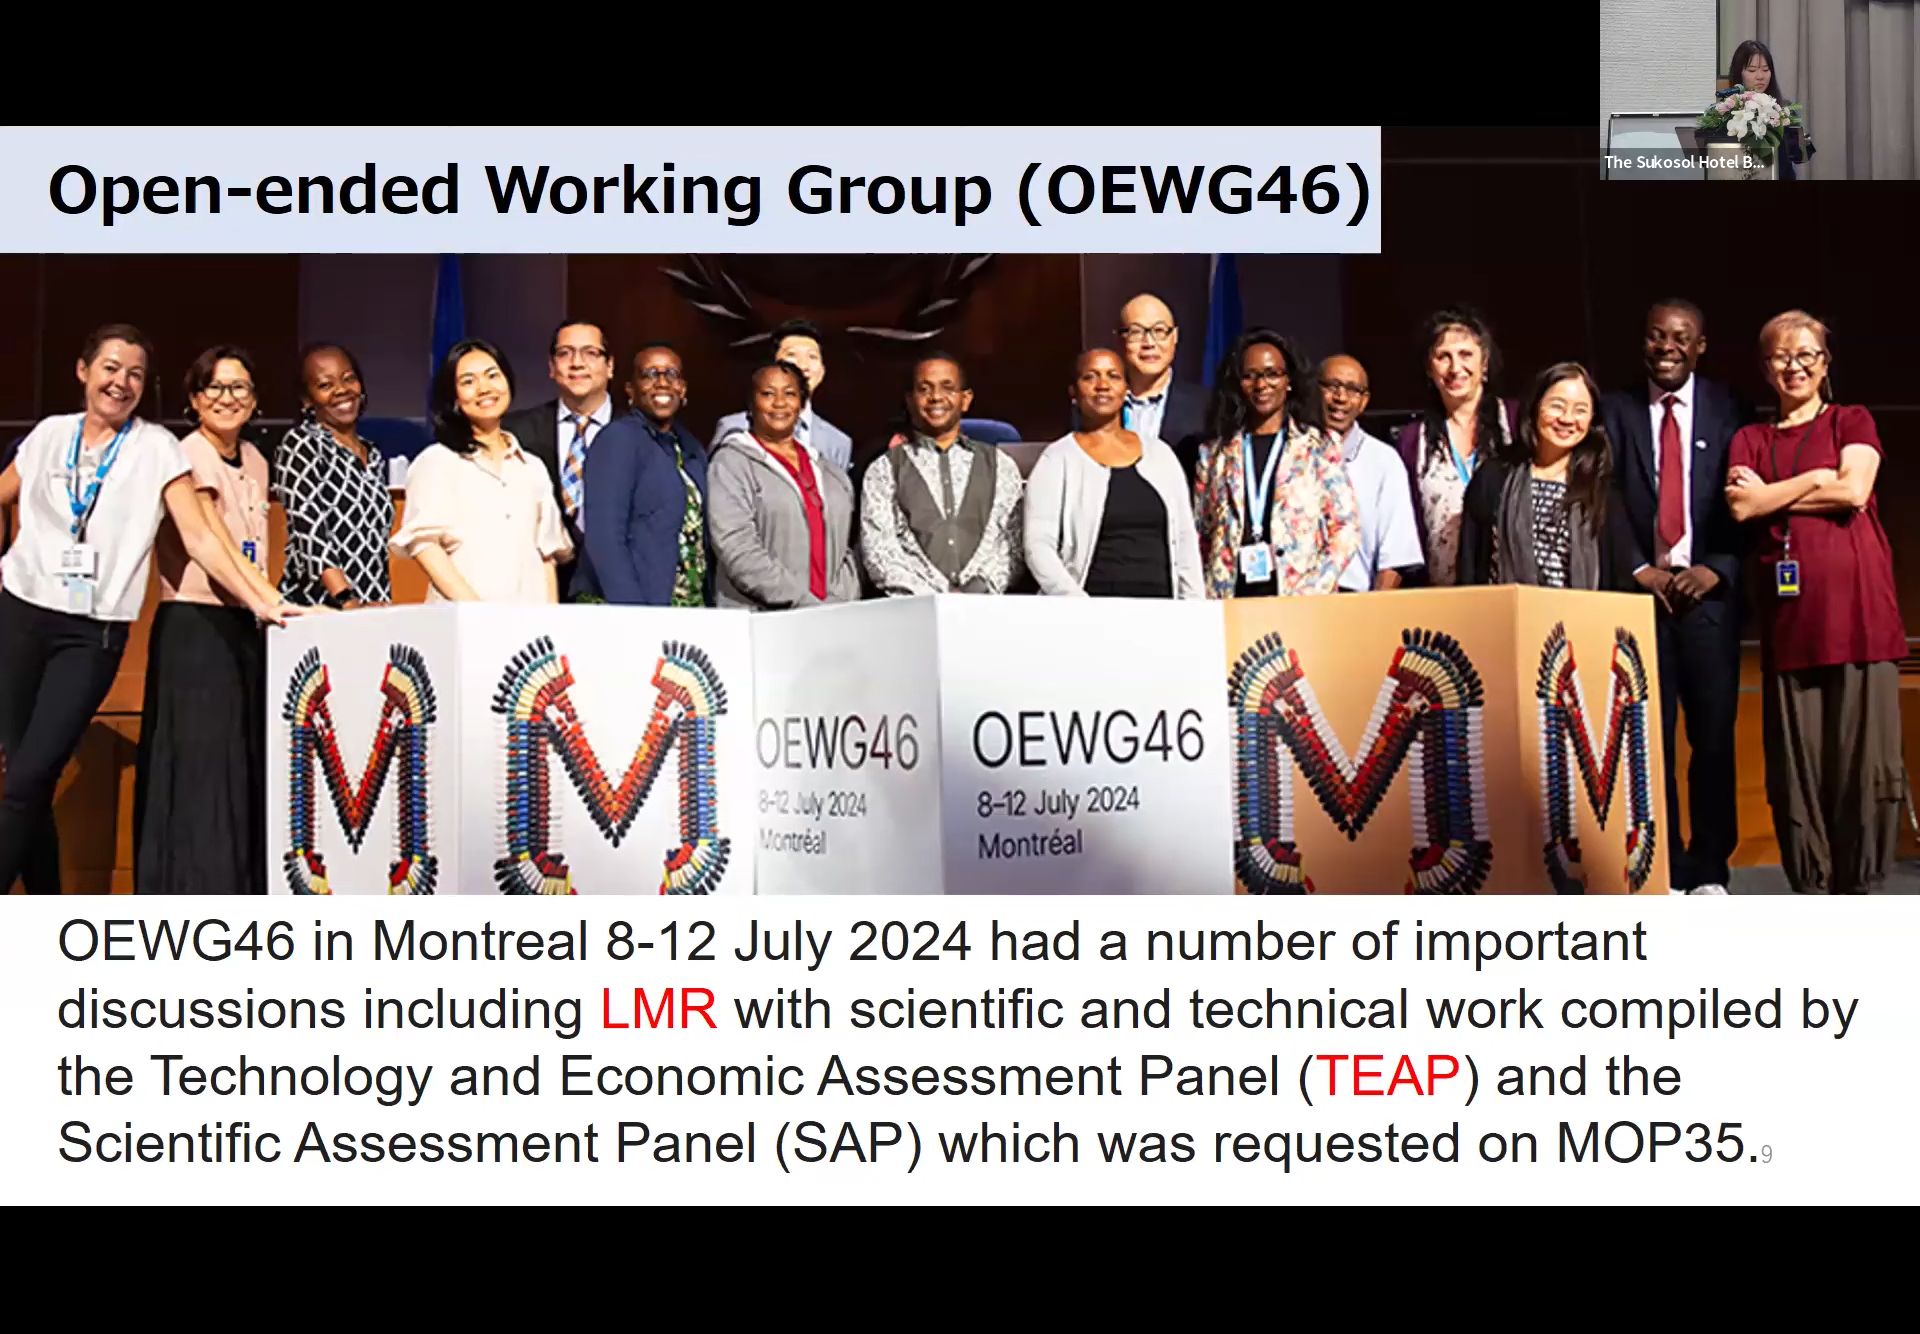 The Sukosol Hotel B...
Open-ended Working Group (OEWG46)
OEWG46
8-12 July 2024
Montréal
OEWG46
8–12 July 2024
Montréal
OEWG46 in Montreal 8-12 July 2024 had a number of important
discussions including LMR with scientific and technical work compiled by
the Technology and Economic Assessment Panel (TEAP) and the
Scientific Assessment Panel (SAP) which was requested on MOP35.
9